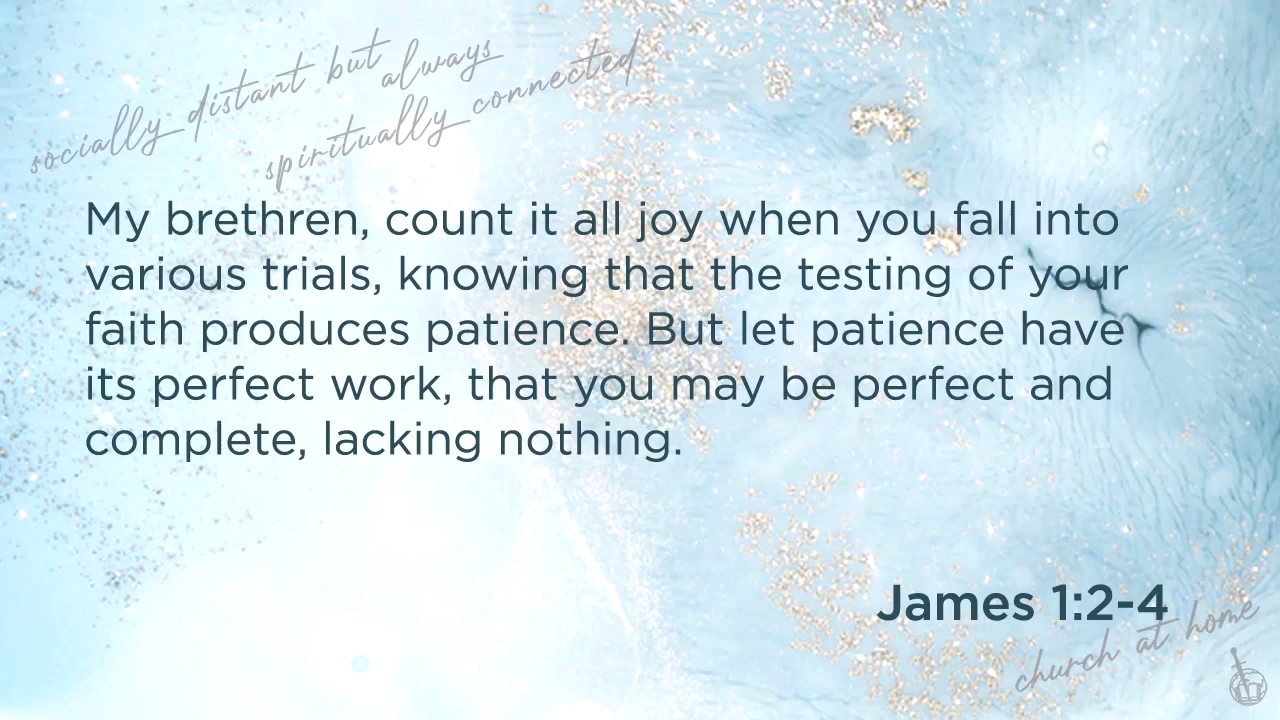 socially distant but always
spiritually connected
My brethren, count it all joy when you fall into
various trials, knowing that the testing of your
faith produces patience. But let patience have
its perfect work, that you may be perfect and
complete, lacking nothing.
James 1:2-4
church at home